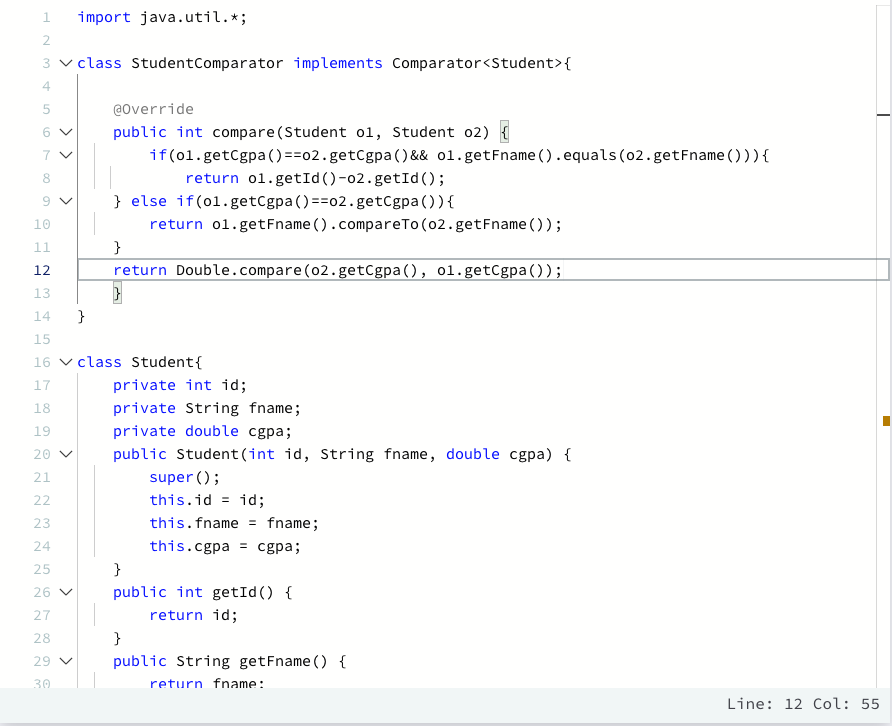 1 import java.util.*;
2
3 class StudentComparator implements Comparator<Student>{
4
5 @Override
6 public int compare(Student o1, Student o2) {
7 if(o1.getCgpa()==o2.getCgpa()&& o1.getFname().equals(o2.getFname())){
8 return o1.getId()-o2.getId();
9 } else if(o1.getCgpa()==o2.getCgpa()){
10 return o1.getFname().compareTo(o2.getFname());
11 }
12 return Double.compare(o2.getCgpa(), o1.getCgpa());
13 }
14 }
15
16 class Student{
17 private int id;
18 private String fname;
19 private double cgpa;
20 public Student(int id, String fname, double cgpa) {
21 super();
22 this.id = id;
23 this.fname = fname;
24 this.cgpa = cgpa;
25 }
26 public int getId() {
27 return id;
28 }
29 public String getFname() {
30 return fname;
Line: 12 Col: 55